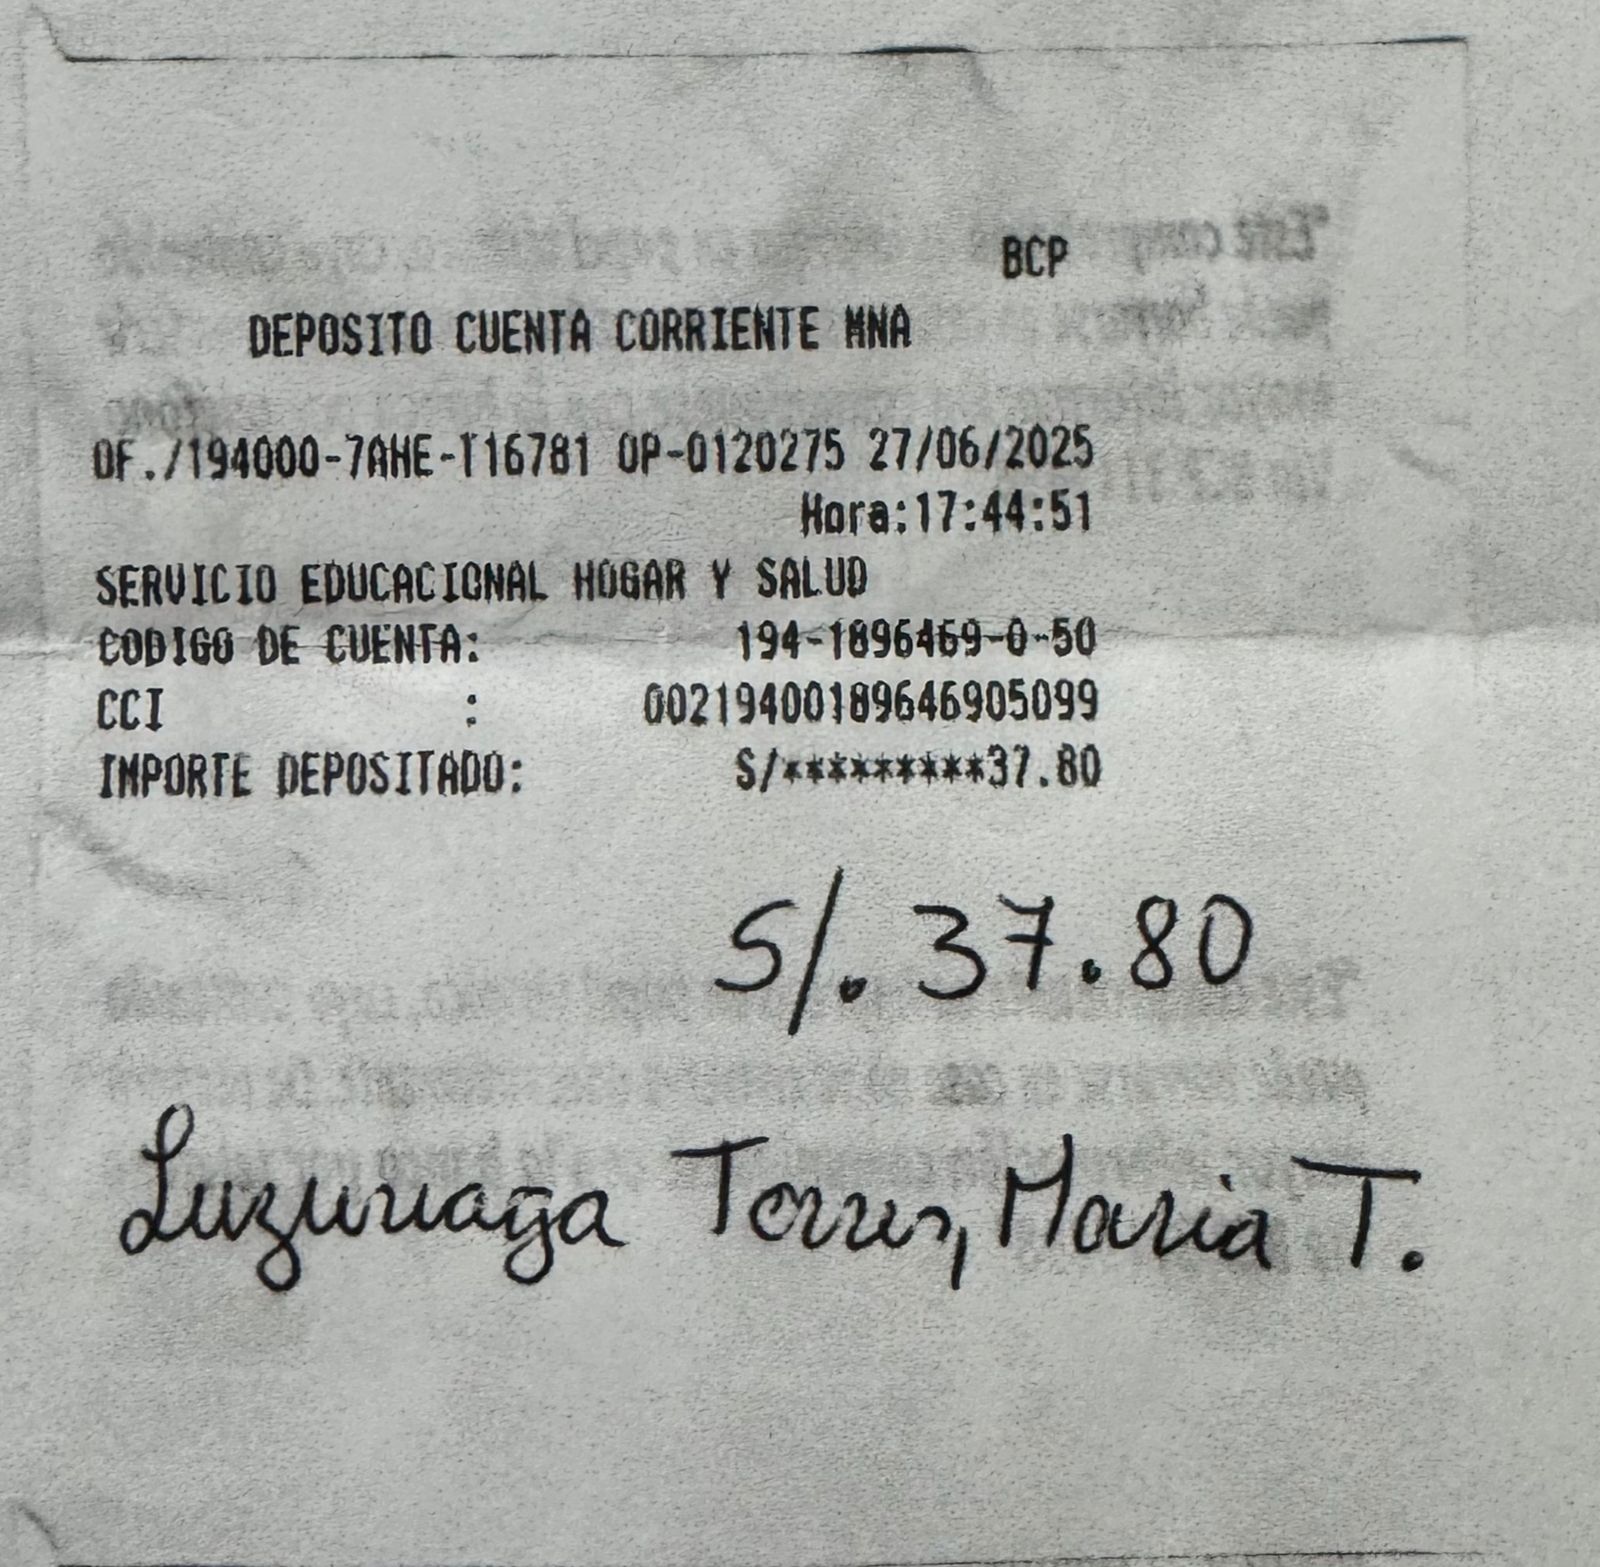 BCP
DEPOSITO CUENTA CORRIENTE MNA
OF./194000-7AHE-T16781 OP-0120275 27/06/2025
Hora:17:44:51
SERVICIO EDUCACIONAL HOGAR Y SALUD
CODIGO DE CUENTA: 194-1896469-0-50
CCI : 00219400189646905099
IMPORTE DEPOSITADO: S/*********37.80
S/. 37.80
Luzuriaga Torres, Maria T.